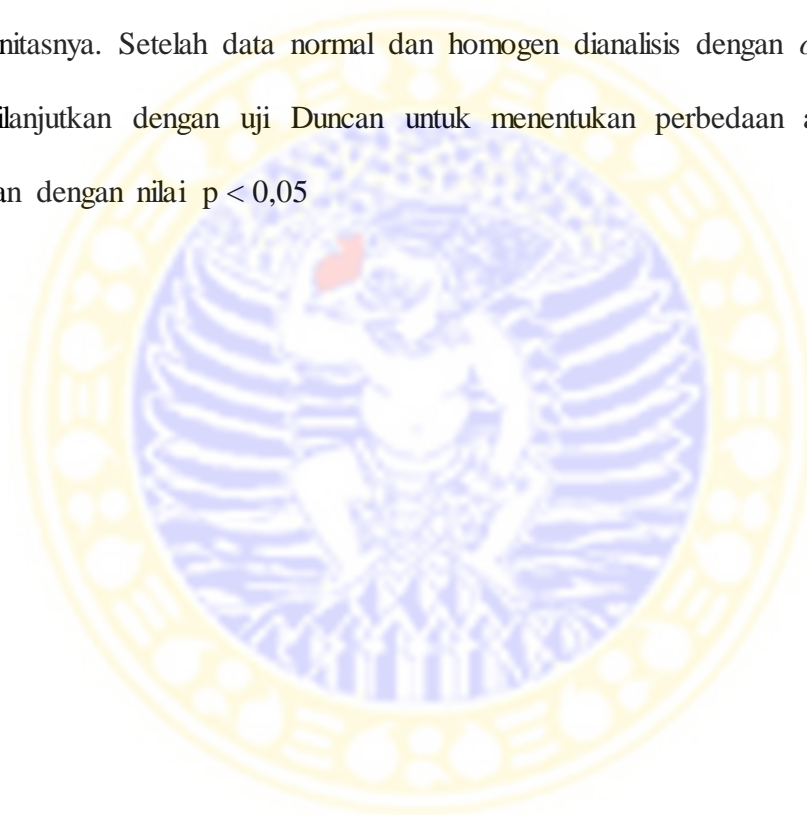 nitasnya. Setelah data normal dan homogen dianalisis dengan
ilanjutkan dengan uji Duncan untuk menentukan perbedaan a
an dengan nilai p < 0,05